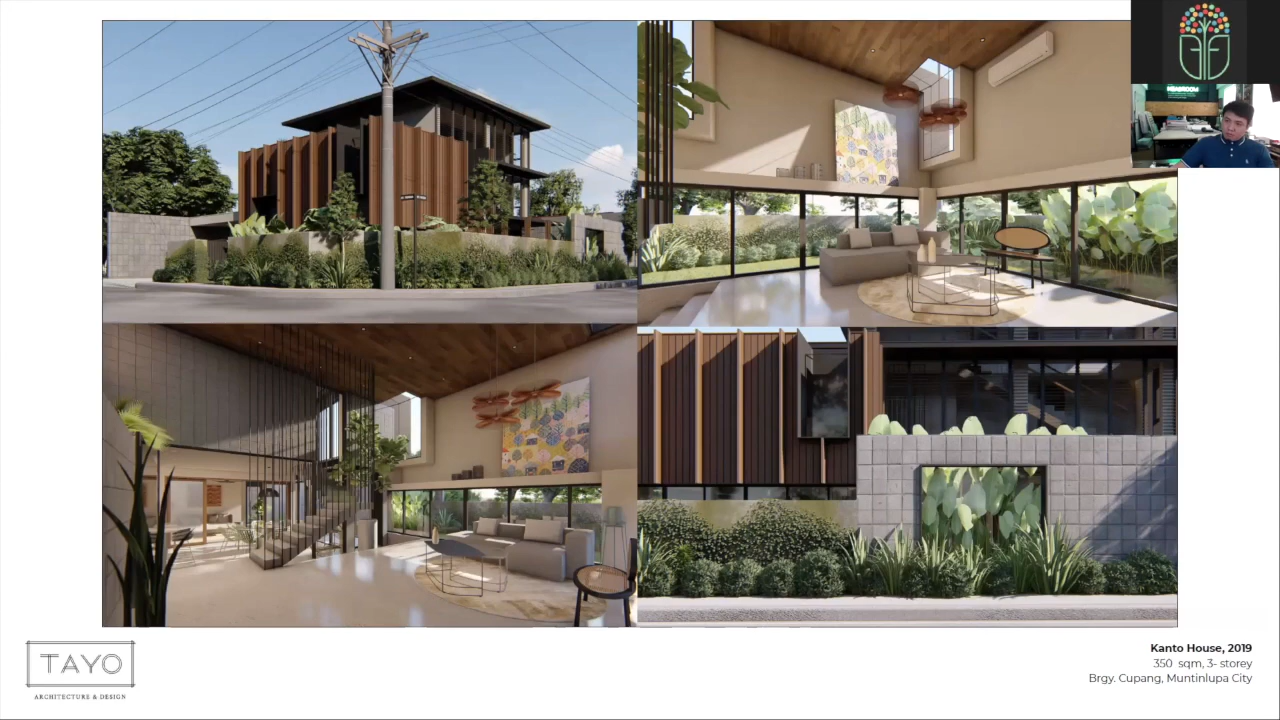 TAYO
ARCHITECTURE & DESIGN
Kanto House, 2019
350 sqm, 3- storey
Brgy. Cupang, Muntinlupa City